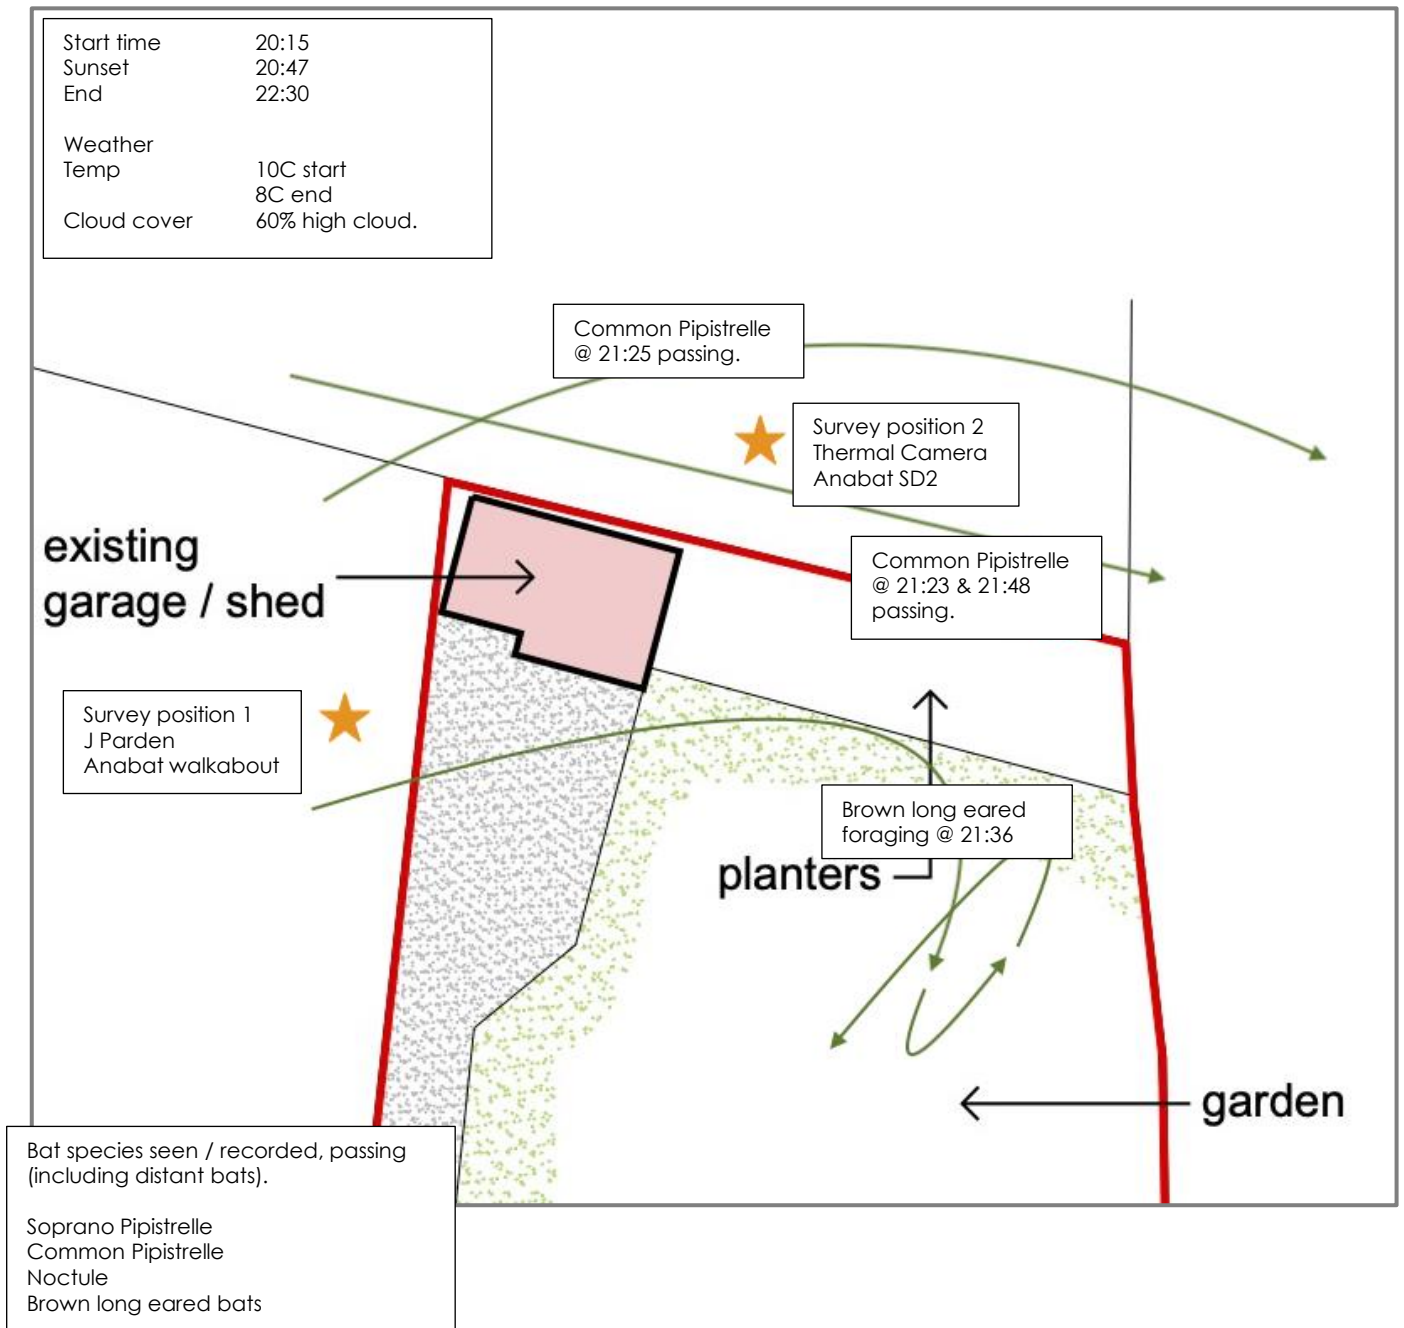 Start time 20:15
Sunset 20:47
End 22:30
Weather
Temp 10C start
8C end
Cloud cover 60% high cloud.
Common Pipistrelle
@ 21:25 passing.
Survey position 2
Thermal Camera
Anabat SD2
existing
garage / shed
Common Pipistrelle
@ 21:23 & 21:48
passing.
Survey position 1
J Parden
Anabat walkabout
Brown long eared
foraging @ 21:36
planters
garden
Bat species seen / recorded, passing
(including distant bats).
Soprano Pipistrelle
Common Pipistrelle
Noctule
Brown long eared bats